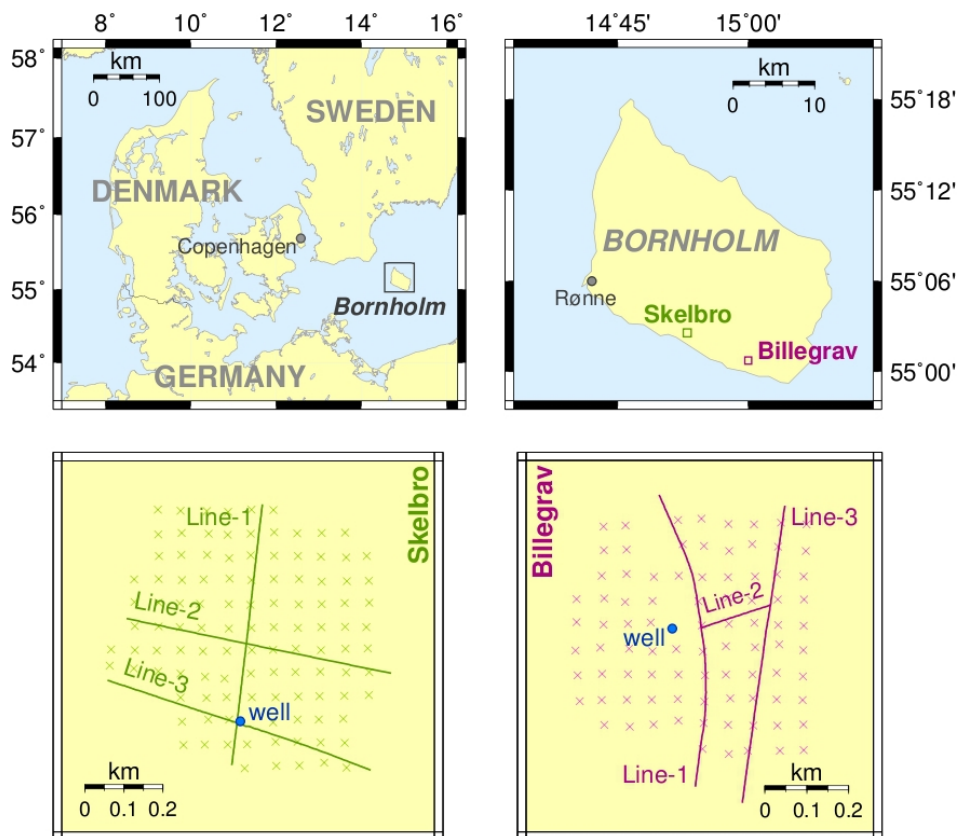 8˚ 10˚ 12˚ 14˚ 16˚
58˚
57˚
56˚
55˚
54˚
km
0 100
SWEDEN
DENMARK
Copenhagen
Bornholm
GERMANY
14˚45' 15˚00'
km
0 10
55˚18'
55˚12'
55˚06'
55˚00'
BORNHOLM
Rønne
Skelbro
Billegrav
Skelbro
Line-1
Line-2
Line-3
well
km
0 0.1 0.2
Billegrav
Line-3
Line-2
well
Line-1
km
0 0.1 0.2